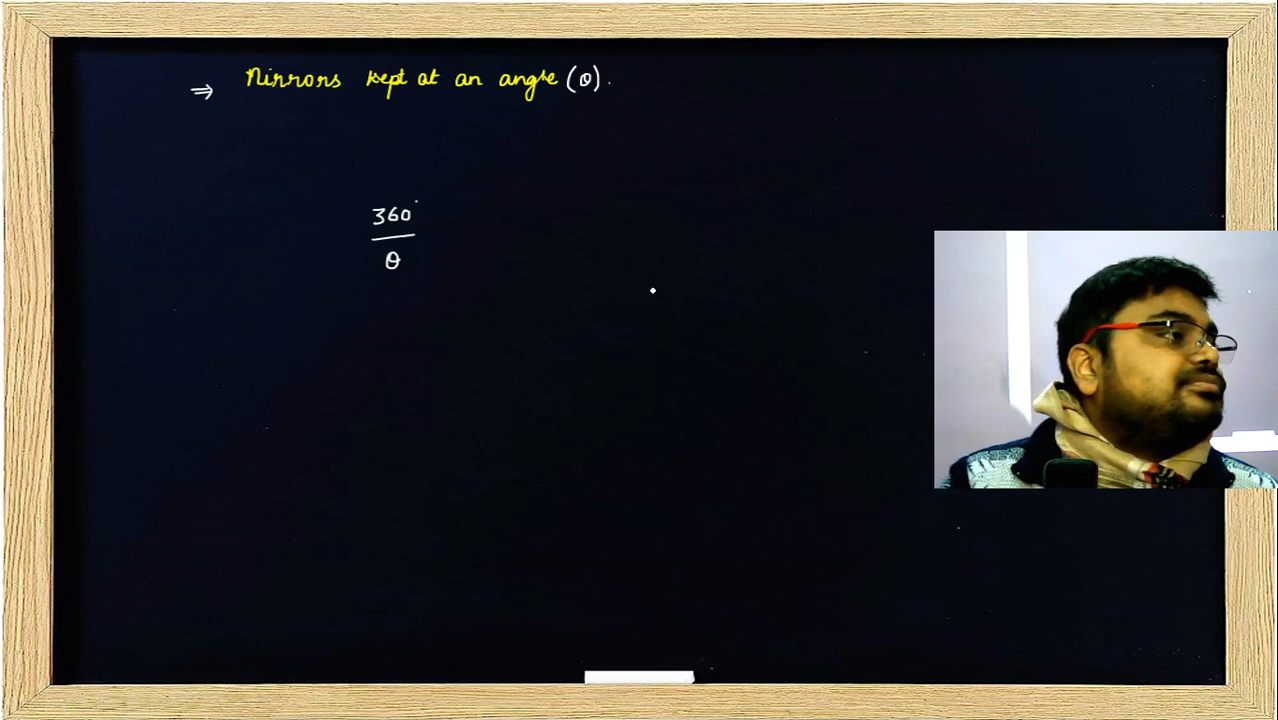 ⇒ Mirrors kept at an angle (θ).
360°
θ